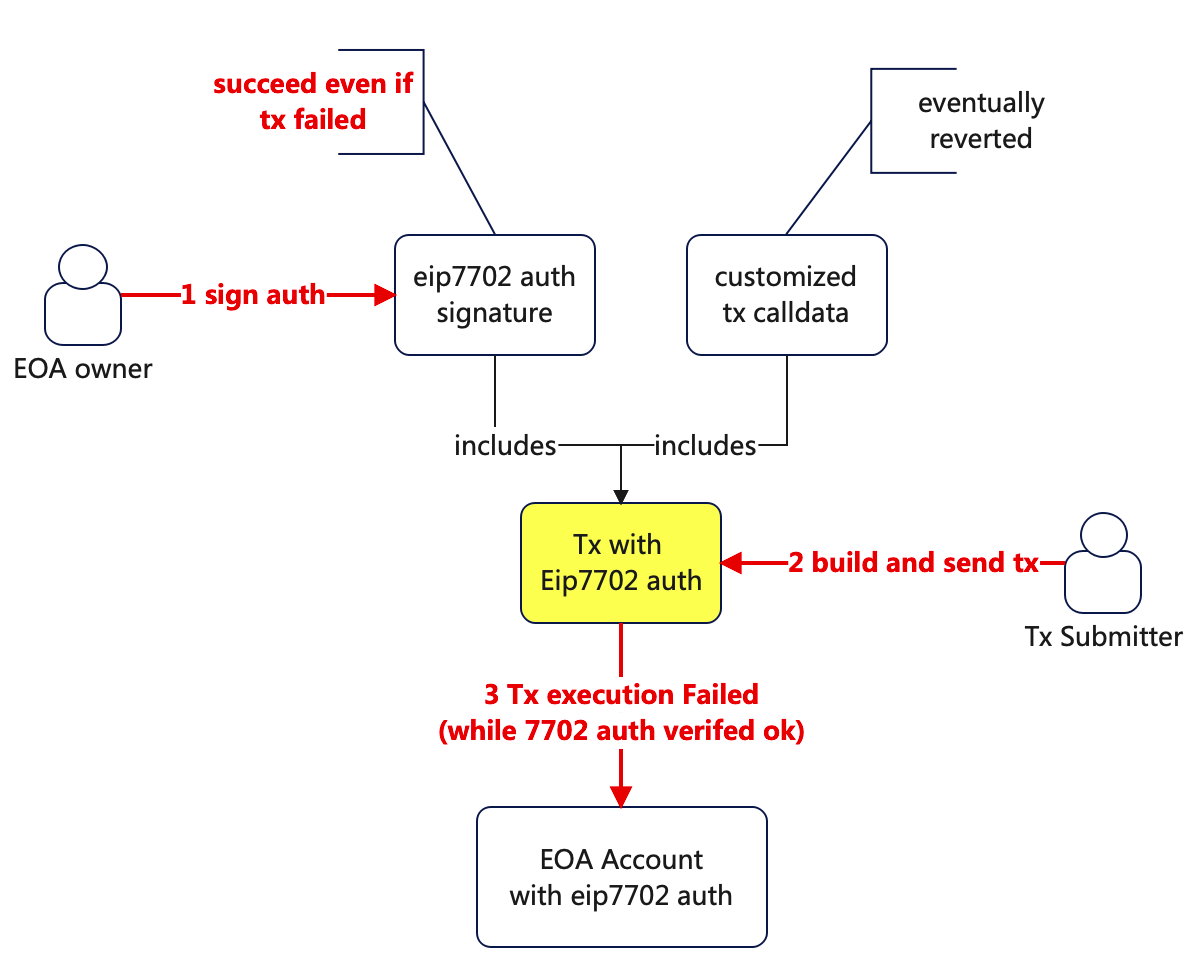 succeed even if
tx failed
eventually
reverted
eip7702 auth
signature
customized
tx calldata
1 sign auth
EOA owner
includes
includes
Tx with
Eip7702 auth
2 build and send tx
Tx Submitter
3 Tx execution Failed
(while 7702 auth verifed ok)
EOA Account
with eip7702 auth